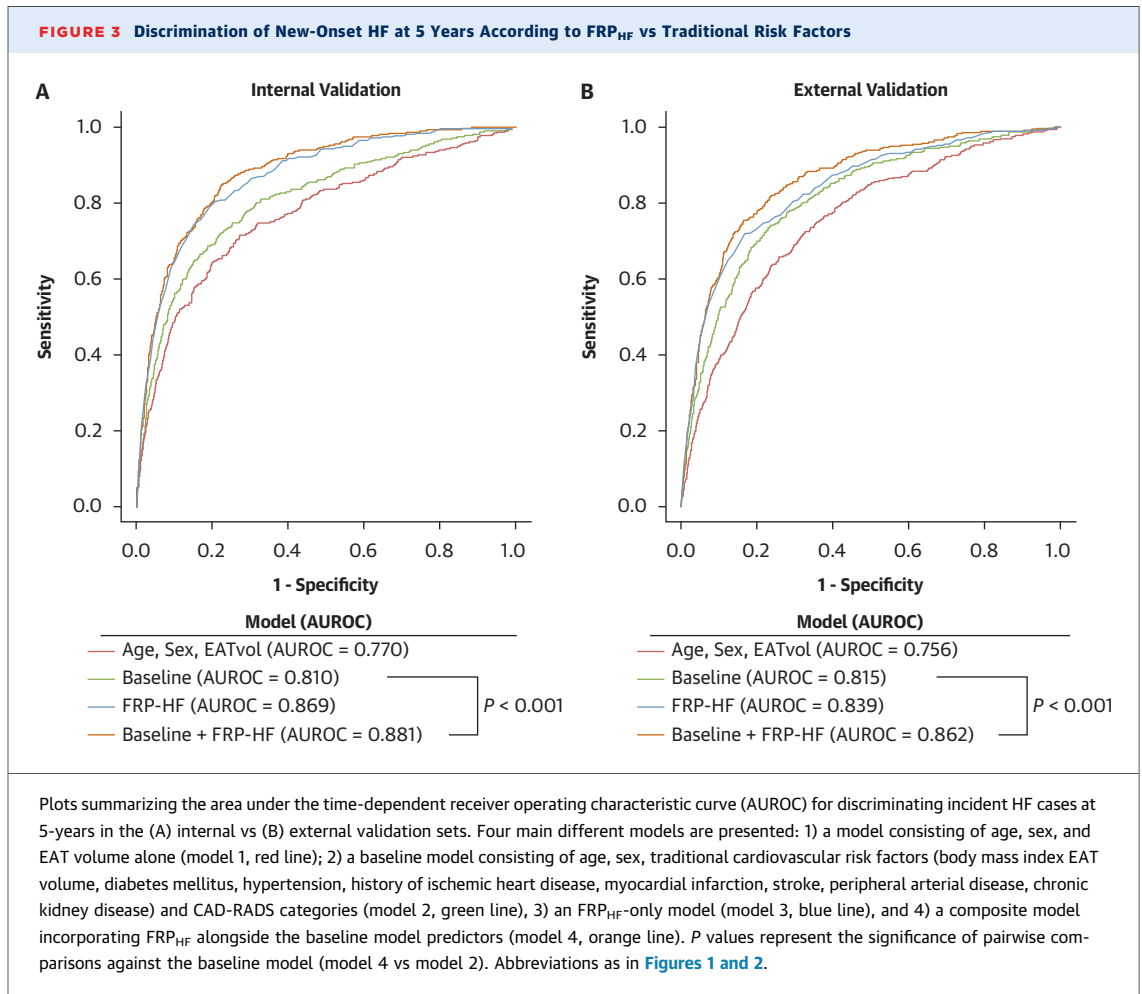 FIGURE 3 Discrimination of New-Onset HF at 5 Years According to FRPHF vs Traditional Risk Factors
A
Internal Validation
1.0
0.8
0.6
0.4
0.2
0.0
Sensitivity
0.0 0.2 0.4 0.6 0.8 1.0
1 - Specificity
Model (AUROC)
Age, Sex, EATvol (AUROC = 0.770)
Baseline (AUROC = 0.810)
FRP-HF (AUROC = 0.869)
Baseline + FRP-HF (AUROC = 0.881)
P < 0.001
B
External Validation
1.0
0.8
0.6
0.4
0.2
0.0
Sensitivity
0.0 0.2 0.4 0.6 0.8 1.0
1 - Specificity
Model (AUROC)
Age, Sex, EATvol (AUROC = 0.756)
Baseline (AUROC = 0.815)
FRP-HF (AUROC = 0.839)
Baseline + FRP-HF (AUROC = 0.862)
P < 0.001
Plots summarizing the area under the time-dependent receiver operating characteristic curve (AUROC) for discriminating incident HF cases at
5-years in the (A) internal vs (B) external validation sets. Four main different models are presented: 1) a model consisting of age, sex, and
EAT volume alone (model 1, red line); 2) a baseline model consisting of age, sex, traditional cardiovascular risk factors (body mass index EAT
volume, diabetes mellitus, hypertension, history of ischemic heart disease, myocardial infarction, stroke, peripheral arterial disease, chronic
kidney disease) and CAD-RADS categories (model 2, green line), 3) an FRPHF-only model (model 3, blue line), and 4) a composite model
incorporating FRPHF alongside the baseline model predictors (model 4, orange line). P values represent the significance of pairwise com-
parisons against the baseline model (model 4 vs model 2). Abbreviations as in Figures 1 and 2.